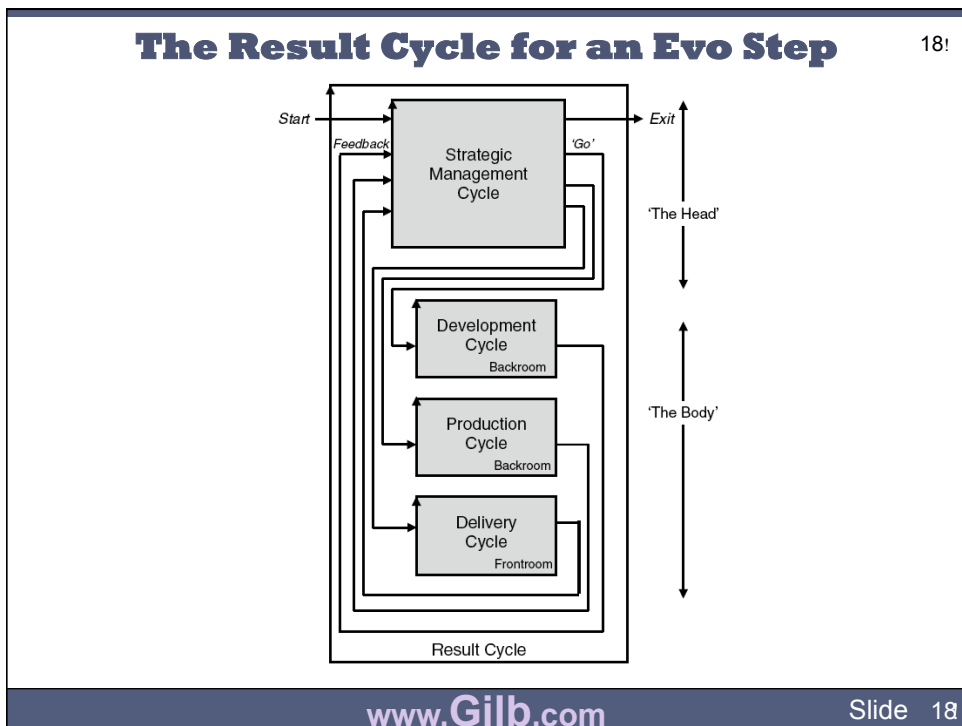 The Result Cycle for an Evo Step
18!
Start
Exit
Feedback
'Go'
Strategic
Management
Cycle
'The Head'
Development
Cycle
Backroom
'The Body'
Production
Cycle
Backroom
Delivery
Cycle
Frontroom
Result Cycle
www.Gilb.com
Slide 18